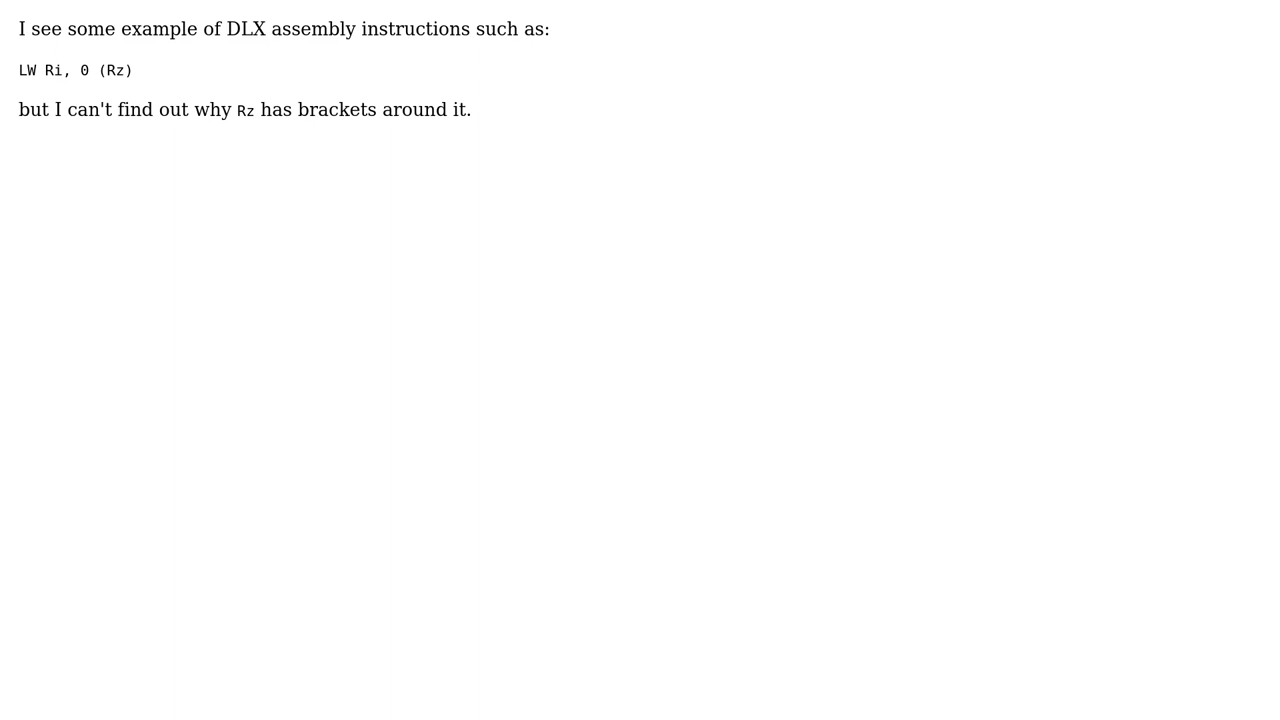 I see some example of DLX assembly instructions such as:
LW Ri, 0 (Rz)
but I can't find out why Rz has brackets around it.